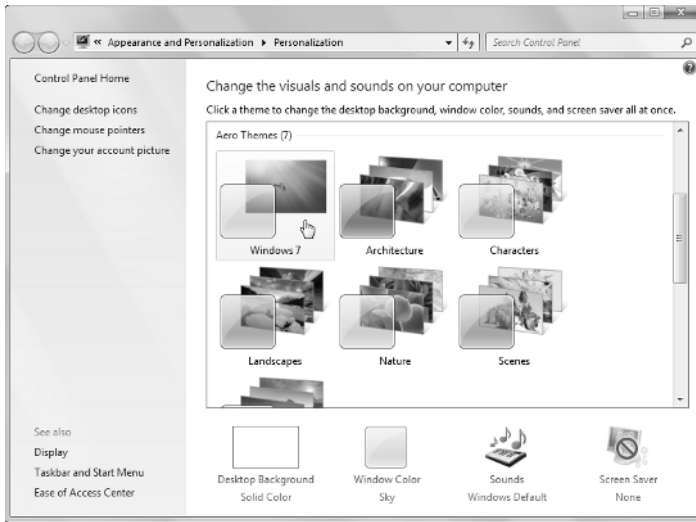 « Appearance and Personalization ▸ Personalization
Search Control Panel
Control Panel Home
Change desktop icons
Change mouse pointers
Change your account picture
See also
Display
Taskbar and Start Menu
Ease of Access Center
Change the visuals and sounds on your computer
Click a theme to change the desktop background, window color, sounds, and screen saver all at once.
Aero Themes (7)
Windows 7
Architecture
Characters
Landscapes
Nature
Scenes
Desktop Background
Solid Color
Window Color
Sky
Sounds
Windows Default
Screen Saver
None